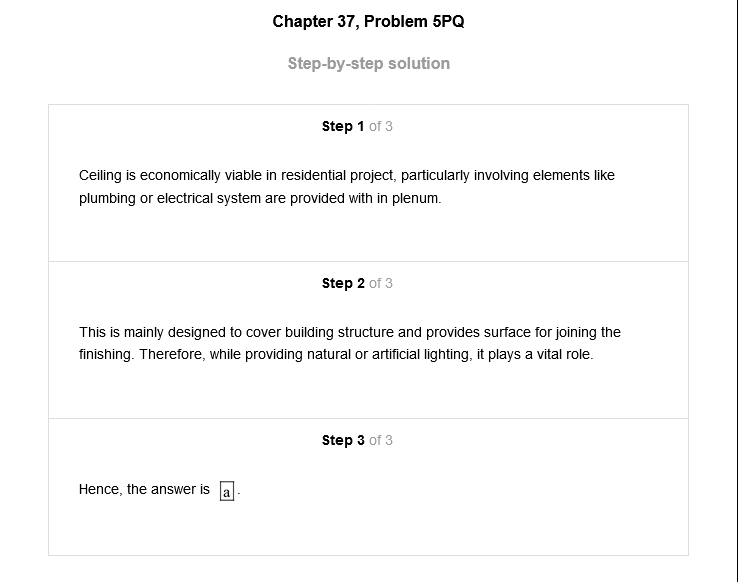 Chapter 37, Problem 5PQ
Step-by-step solution
Step 1 of 3
Ceiling is economically viable in residential project, particularly involving elements like
plumbing or electrical system are provided with in plenum.
Step 2 of 3
This is mainly designed to cover building structure and provides surface for joining the
finishing. Therefore, while providing natural or artificial lighting, it plays a vital role.
Step 3 of 3
Hence, the answer is a.